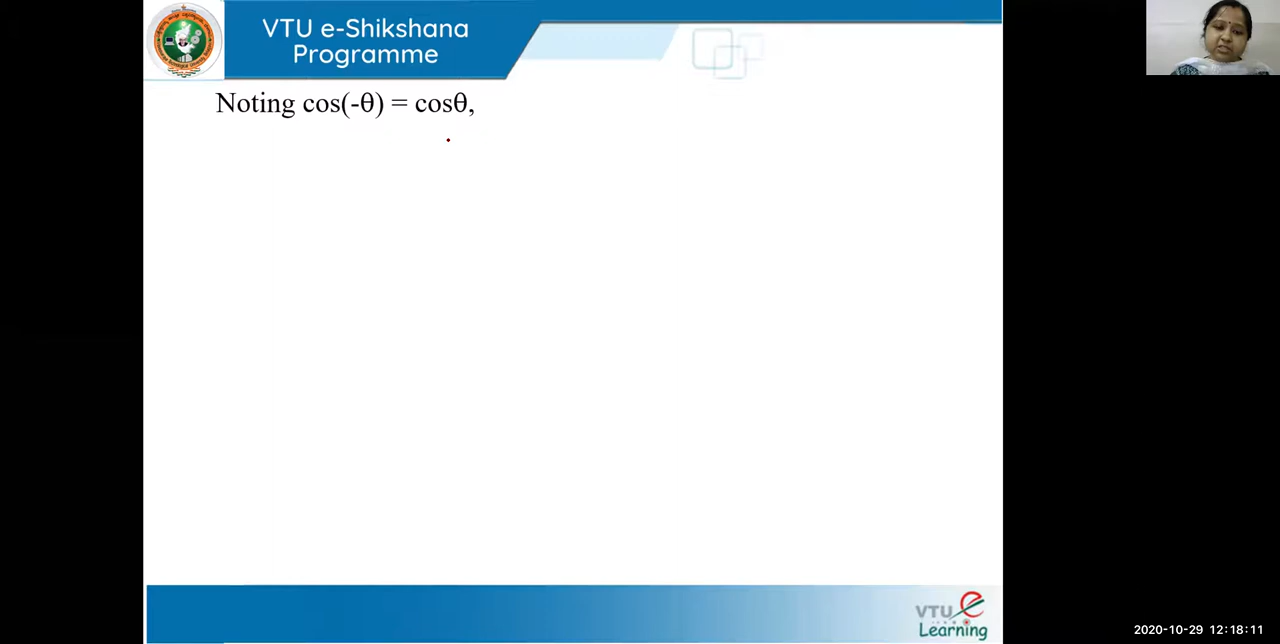 VTU e-Shikshana
Programme
Noting cos(-θ) = cosθ,
VTU e
Learning
2020-10-29 12:18:11